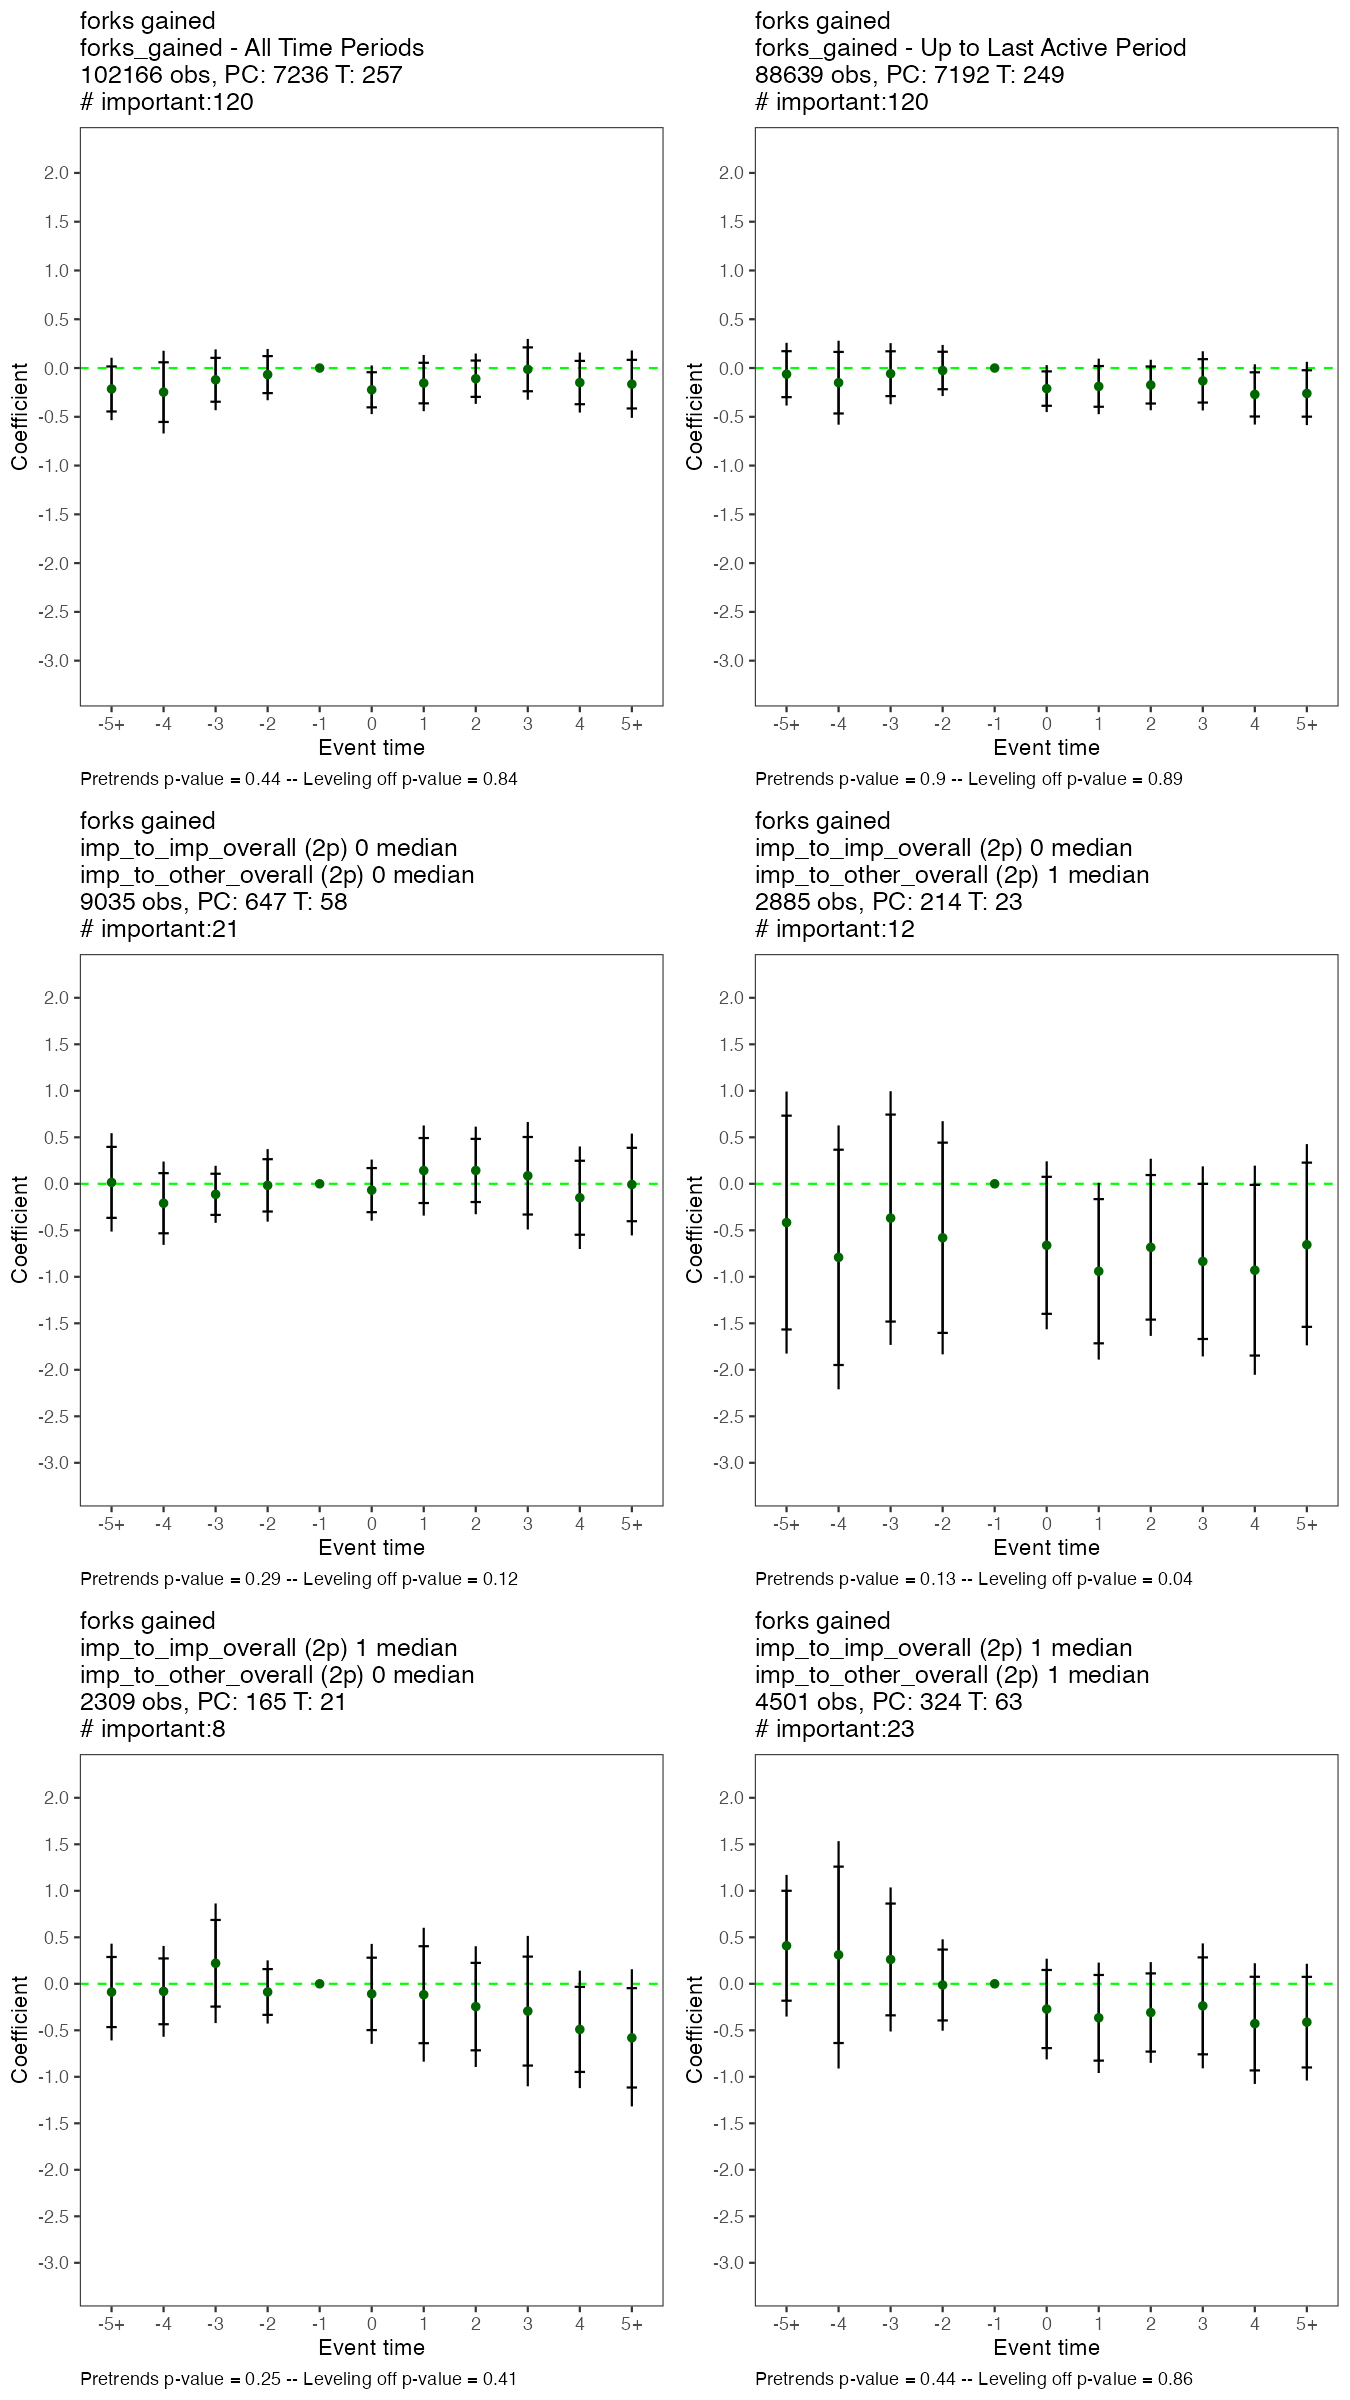 forks gained
forks_gained - All Time Periods
102166 obs, PC: 7236 T: 257
# important:120
2.0
1.5
1.0
0.5
0.0
-0.5
-1.0
-1.5
-2.0
-2.5
-3.0
Coefficient
-5+ -4 -3 -2 -1 0 1 2 3 4 5+
Event time
Pretrends p-value = 0.44 -- Leveling off p-value = 0.84
forks gained
forks_gained - Up to Last Active Period
88639 obs, PC: 7192 T: 249
# important:120
2.0
1.5
1.0
0.5
0.0
-0.5
-1.0
-1.5
-2.0
-2.5
-3.0
Coefficient
-5+ -4 -3 -2 -1 0 1 2 3 4 5+
Event time
Pretrends p-value = 0.9 -- Leveling off p-value = 0.89
forks gained
imp_to_imp_overall (2p) 0 median
imp_to_other_overall (2p) 0 median
9035 obs, PC: 647 T: 58
# important:21
2.0
1.5
1.0
0.5
0.0
-0.5
-1.0
-1.5
-2.0
-2.5
-3.0
Coefficient
-5+ -4 -3 -2 -1 0 1 2 3 4 5+
Event time
Pretrends p-value = 0.29 -- Leveling off p-value = 0.12
forks gained
imp_to_imp_overall (2p) 0 median
imp_to_other_overall (2p) 1 median
2885 obs, PC: 214 T: 23
# important:12
2.0
1.5
1.0
0.5
0.0
-0.5
-1.0
-1.5
-2.0
-2.5
-3.0
Coefficient
-5+ -4 -3 -2 -1 0 1 2 3 4 5+
Event time
Pretrends p-value = 0.13 -- Leveling off p-value = 0.04
forks gained
imp_to_imp_overall (2p) 1 median
imp_to_other_overall (2p) 0 median
2309 obs, PC: 165 T: 21
# important:8
2.0
1.5
1.0
0.5
0.0
-0.5
-1.0
-1.5
-2.0
-2.5
-3.0
Coefficient
-5+ -4 -3 -2 -1 0 1 2 3 4 5+
Event time
Pretrends p-value = 0.25 -- Leveling off p-value = 0.41
forks gained
imp_to_imp_overall (2p) 1 median
imp_to_other_overall (2p) 1 median
4501 obs, PC: 324 T: 63
# important:23
2.0
1.5
1.0
0.5
0.0
-0.5
-1.0
-1.5
-2.0
-2.5
-3.0
Coefficient
-5+ -4 -3 -2 -1 0 1 2 3 4 5+
Event time
Pretrends p-value = 0.44 -- Leveling off p-value = 0.86